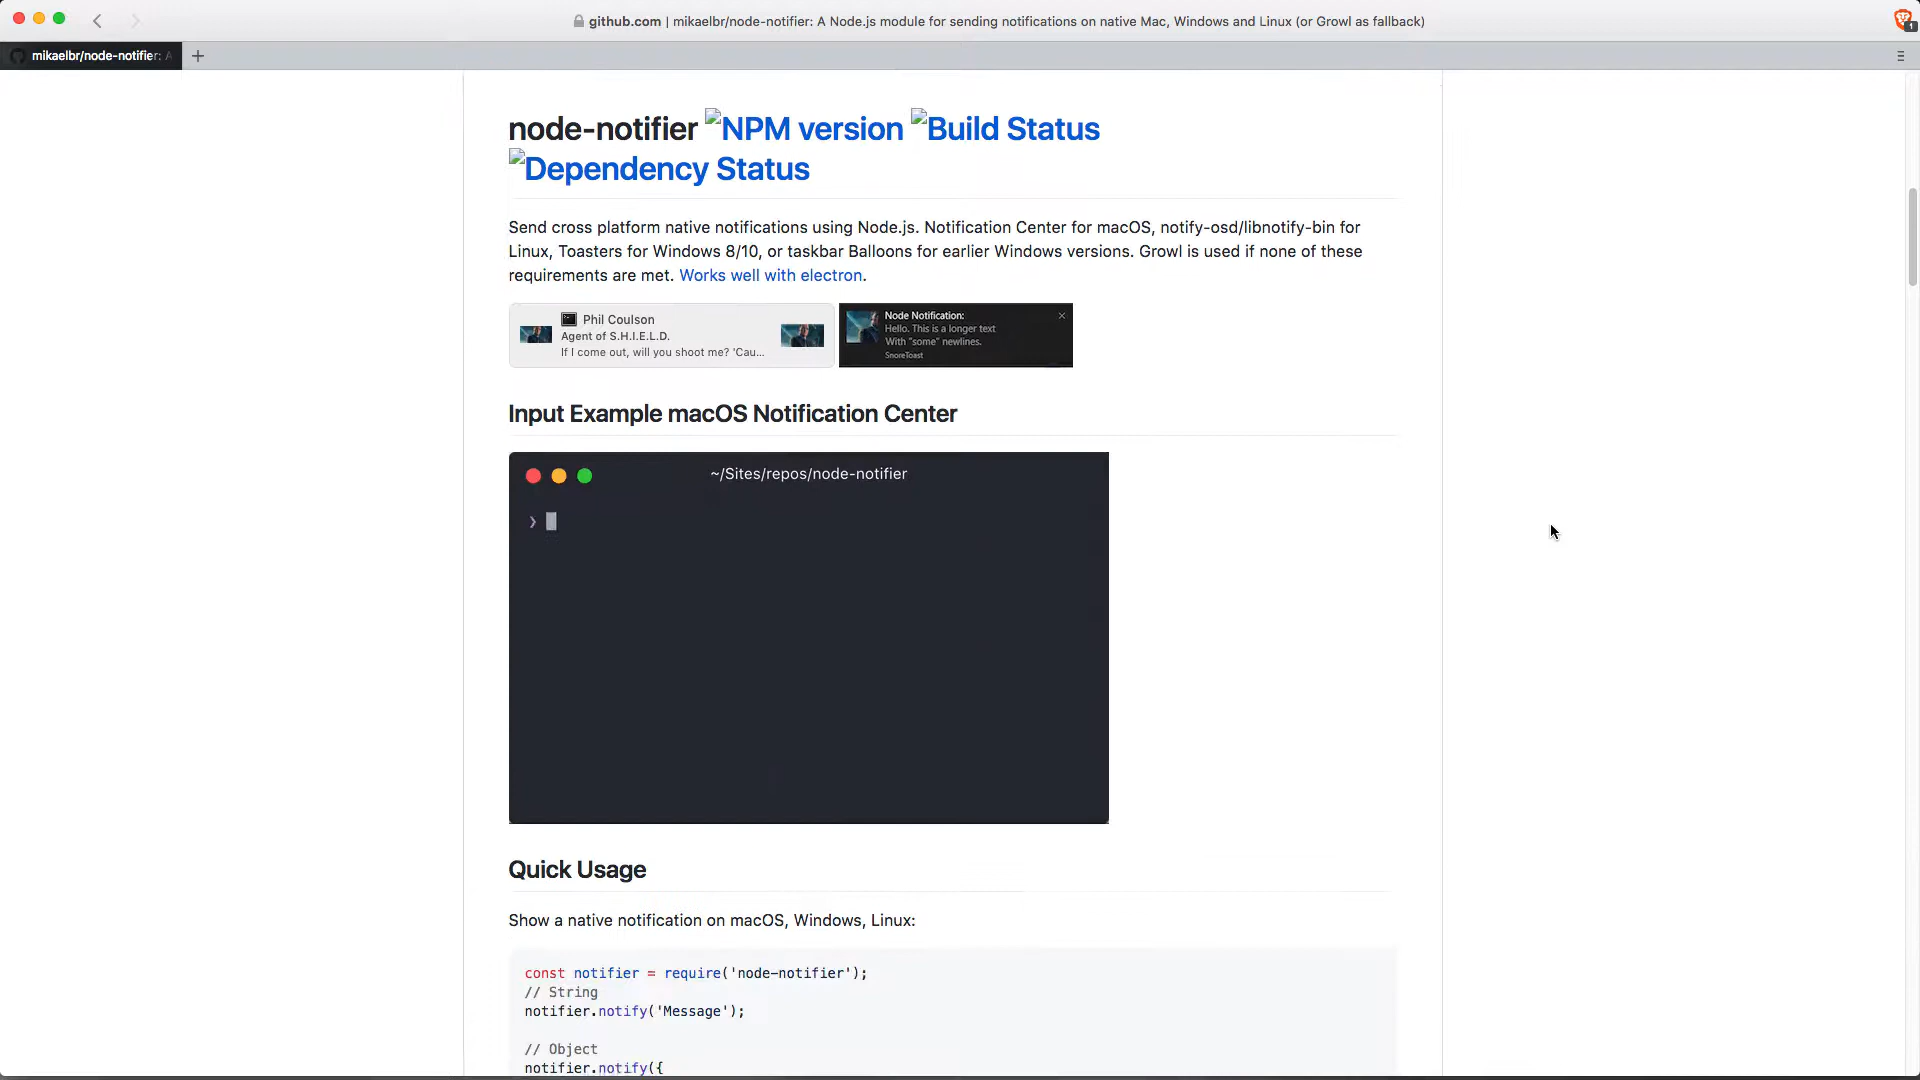 github.com | mikaelbr/node-notifier: A Node.js module for sending notifications on native Mac, Windows and Linux (or Growl as fallback)
1
mikaelbr/node-notifier: A
node-notifier NPM version Build Status
Dependency Status
Send cross platform native notifications using Node.js. Notification Center for macOS, notify-osd/libnotify-bin for
Linux, Toasters for Windows 8/10, or taskbar Balloons for earlier Windows versions. Growl is used if none of these
requirements are met. Works well with electron.
Phil Coulson
Agent of S.H.I.E.L.D.
If I come out, will you shoot me? 'Cau...
Node Notification:
Hello. This is a longer text
With "some" newlines.
SnoreToast
Input Example macOS Notification Center
~/Sites/repos/node-notifier
❯
Quick Usage
Show a native notification on macOS, Windows, Linux:
const notifier = require('node-notifier');
// String
notifier.notify('Message');
// Object
notifier.notify({